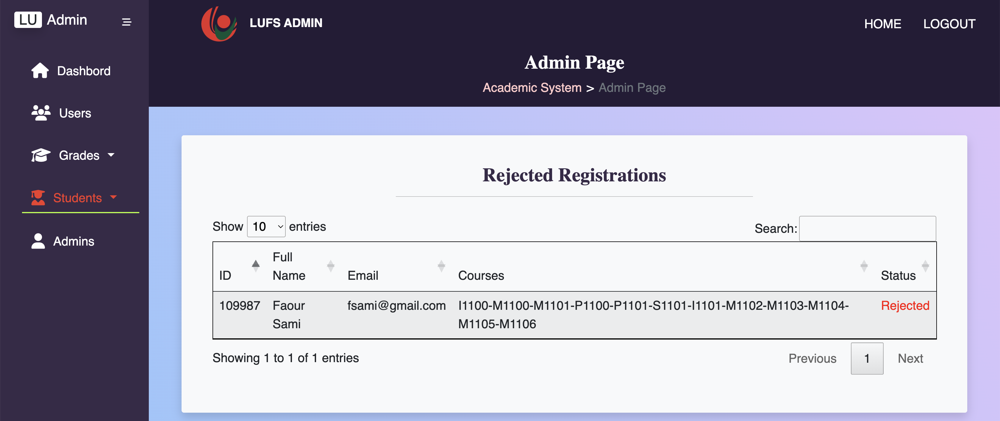 LU Admin
Dashbord
Users
Grades
Students
Admins
LUFS ADMIN
HOME LOGOUT
Admin Page
Academic System > Admin Page
Rejected Registrations
Show 10 entries
Search:
ID Full Name Email Courses Status
109987 Faour Sami fsami@gmail.com I1100-M1100-M1101-P1100-P1101-S1101-I1101-M1102-M1103-M1104-M1105-M1106 Rejected
Showing 1 to 1 of 1 entries
Previous 1 Next